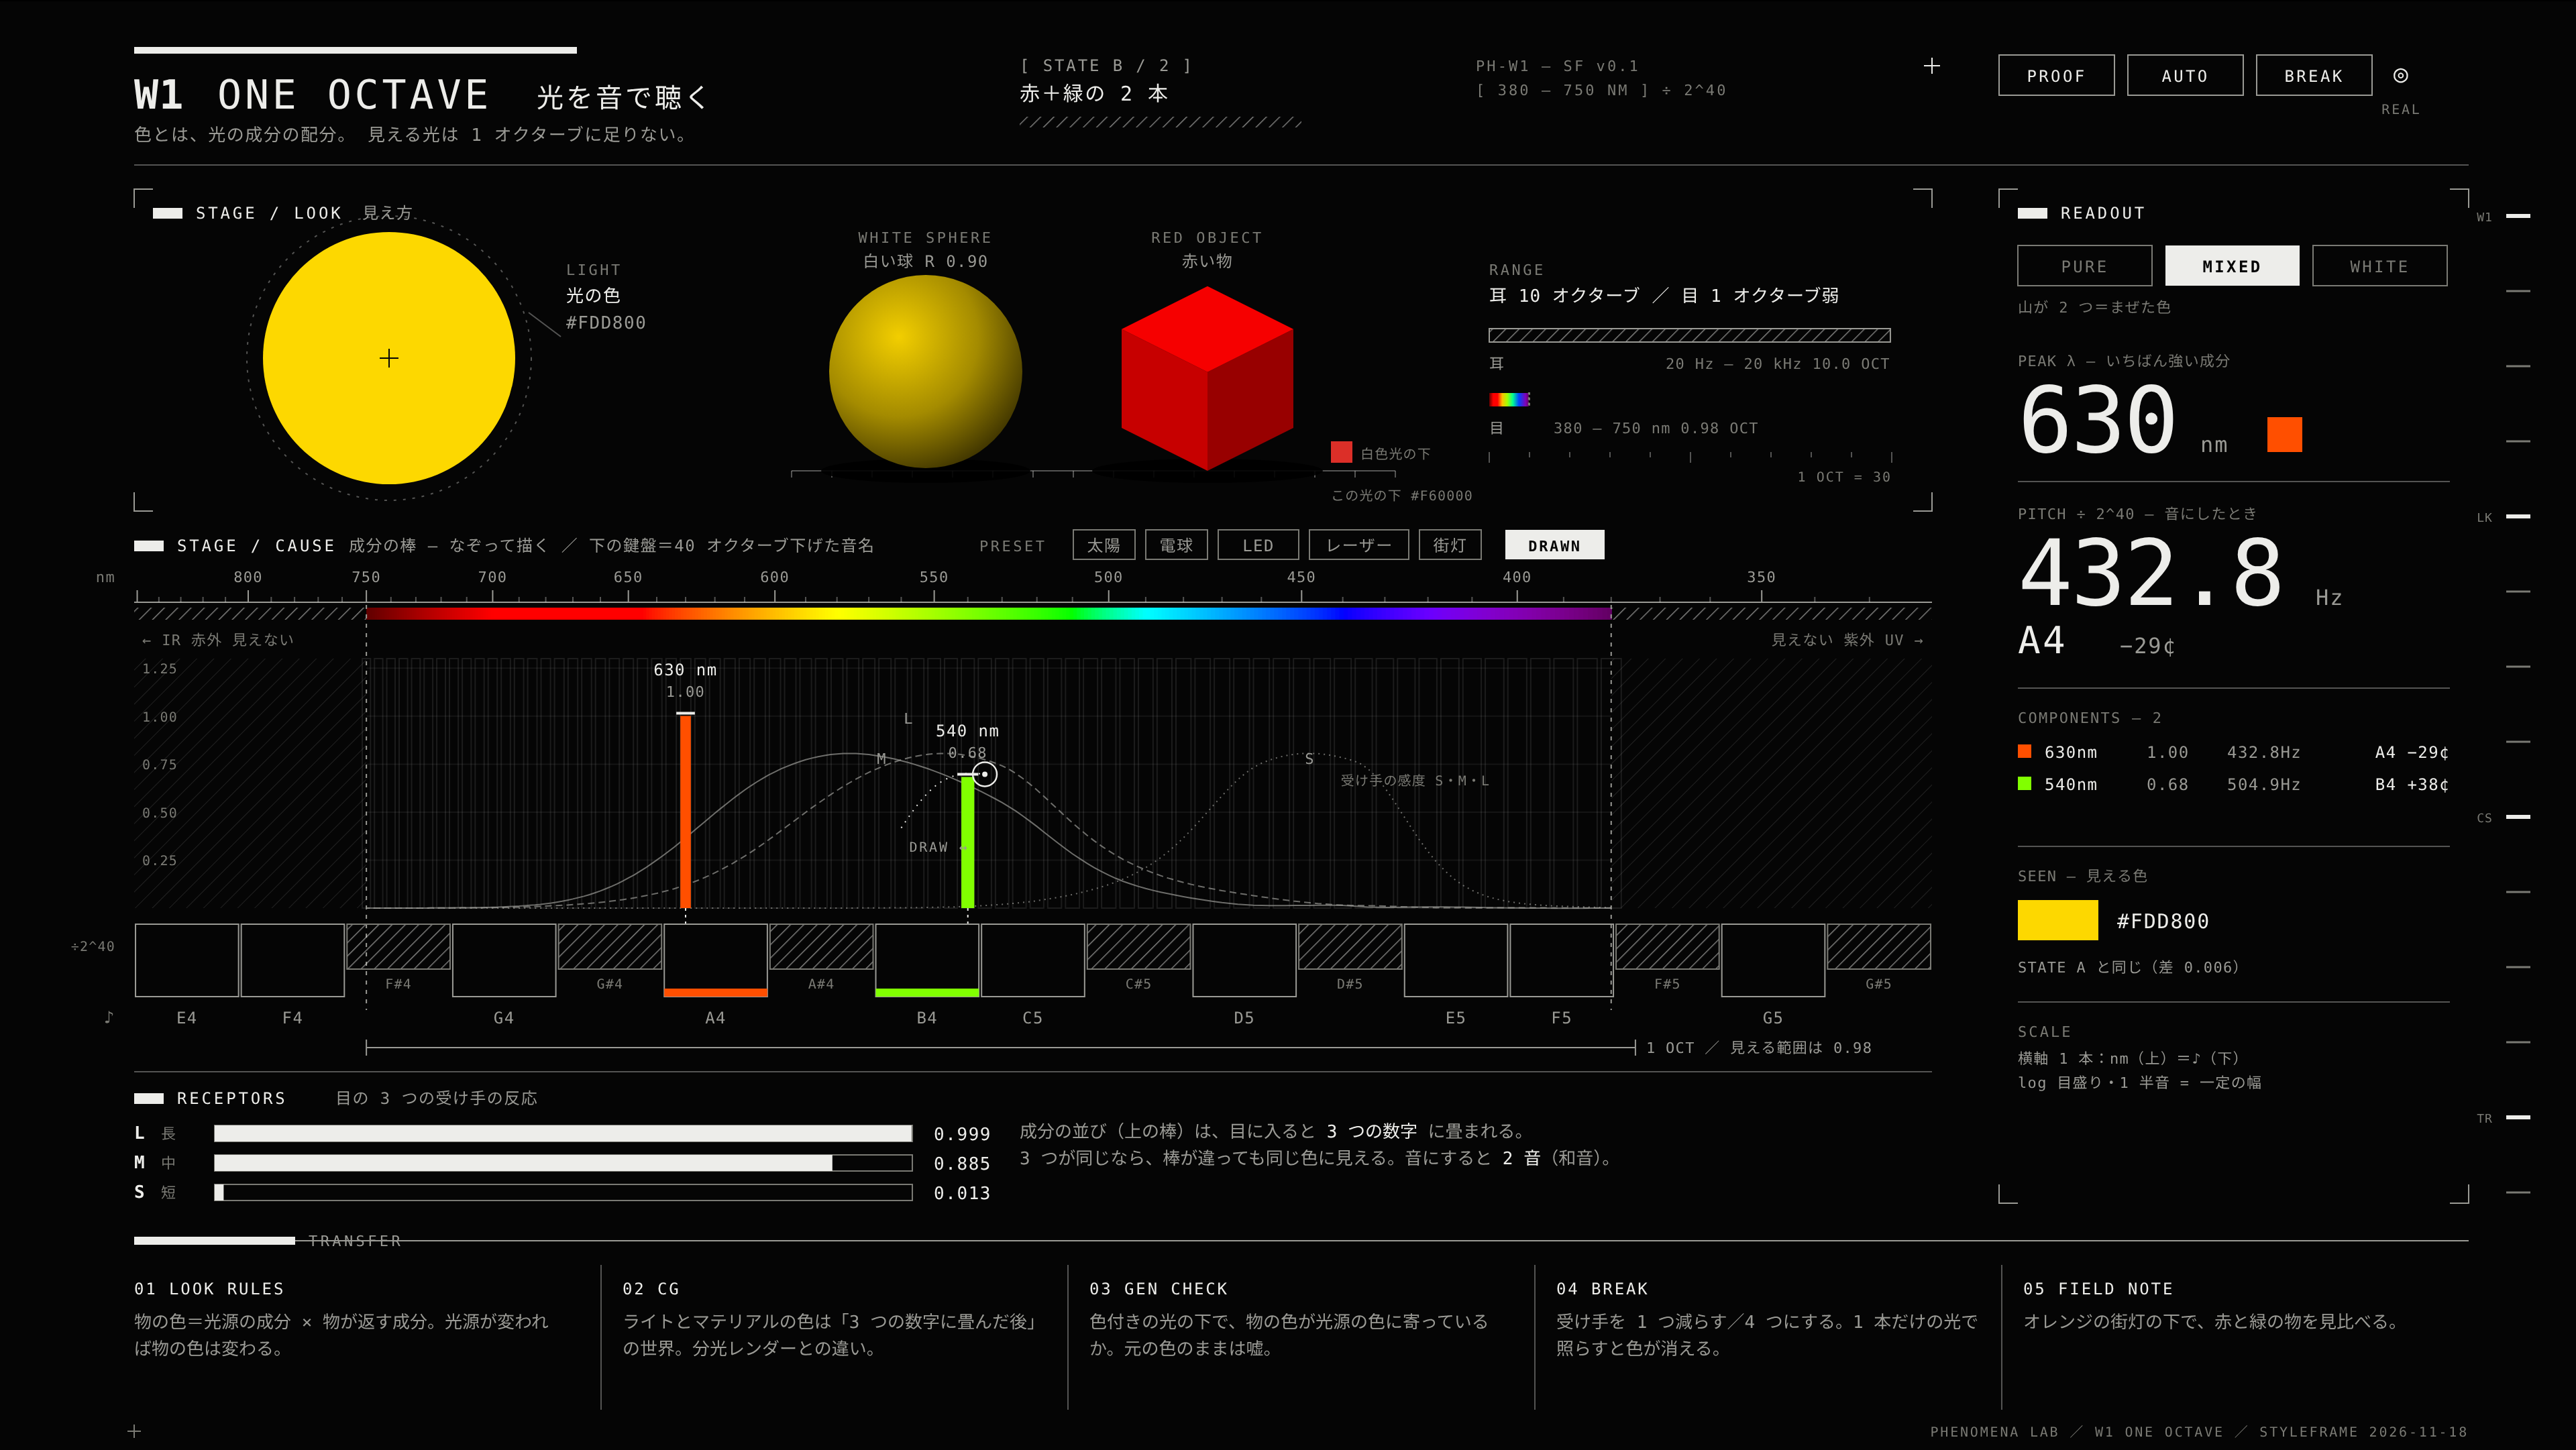 W1 ONE OCTAVE 光を音で聴く
色とは、光の成分の配分。 見える光は 1 オクターブに足りない。
[ STATE B / 2 ]
赤＋緑の 2 本
PH-W1 — SF v0.1
[ 380 — 750 NM ] ÷ 2^40
PROOF
AUTO
BREAK
◎
REAL
STAGE / LOOK 見え方
LIGHT
光の色
#FDD800
WHITE SPHERE
白い球 R 0.90
RED OBJECT
赤い物
白色光の下
この光の下 #F60000
RANGE
耳 10 オクターブ ／ 目 1 オクターブ弱
耳 20 Hz — 20 kHz 10.0 OCT
目 380 — 750 nm 0.98 OCT
1 OCT = 30
STAGE / CAUSE 成分の棒 — なぞって描く ／ 下の鍵盤＝40 オクターブ下げた音名
PRESET 太陽 電球 LED レーザー 街灯 DRAWN
nm 800 750 700 650 600 550 500 450 400 350
← IR 赤外 見えない
見えない 紫外 UV →
1.25
1.00
0.75
0.50
0.25
630 nm
1.00
L
540 nm
0.68
M
S
受け手の感度 S・M・L
DRAW
÷2^40
F#4 G#4 A#4 C#5 D#5 F#5 G#5
♪ E4 F4 G4 A4 B4 C5 D5 E5 F5 G5
1 OCT ／ 見える範囲は 0.98
RECEPTORS 目の 3 つの受け手の反応
L 長 0.999
M 中 0.885
S 短 0.013
成分の並び（上の棒）は、目に入ると 3 つの数字 に畳まれる。
3 つが同じなら、棒が違っても同じ色に見える。音にすると 2 音（和音）。
READOUT
PURE
MIXED
WHITE
山が 2 つ＝まぜた色
PEAK λ — いちばん強い成分
630 nm
PITCH ÷ 2^40 — 音にしたとき
432.8 Hz
A4 −29¢
COMPONENTS — 2
630nm 1.00 432.8Hz A4 −29¢
540nm 0.68 504.9Hz B4 +38¢
SEEN — 見える色
#FDD800
STATE A と同じ（差 0.006）
SCALE
横軸 1 本：nm（上）＝♪（下）
log 目盛り・1 半音 = 一定の幅
W1
LK
CS
TR
TRANSFER
01 LOOK RULES
物の色＝光源の成分 × 物が返す成分。光源が変われ
ば物の色は変わる。
02 CG
ライトとマテリアルの色は「3 つの数字に畳んだ後」
の世界。分光レンダーとの違い。
03 GEN CHECK
色付きの光の下で、物の色が光源の色に寄っている
か。元の色のままは嘘。
04 BREAK
受け手を 1 つ減らす／4 つにする。1 本だけの光で
照らすと色が消える。
05 FIELD NOTE
オレンジの街灯の下で、赤と緑の物を見比べる。
PHENOMENA LAB ／ W1 ONE OCTAVE ／ STYLEFRAME 2026-11-18